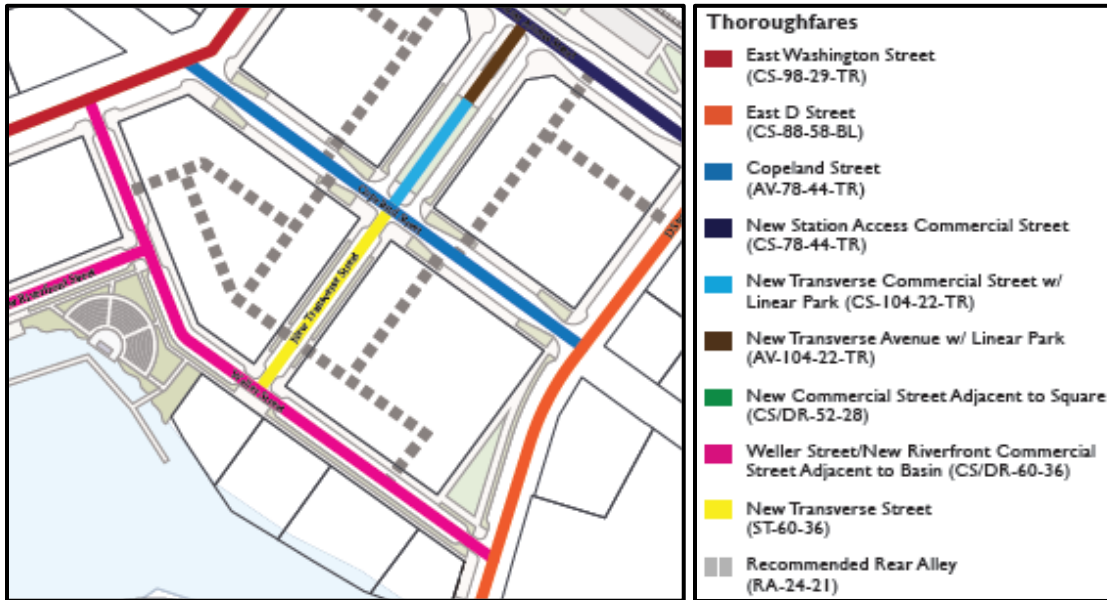 New Transverse Street
Weller Street
Thoroughfares
East Washington Street
(CS-98-29-TR)
East D Street
(CS-88-58-BL)
Copeland Street
(AV-78-44-TR)
New Station Access Commercial Street
(CS-78-44-TR)
New Transverse Commercial Street w/
Linear Park (CS-104-22-TR)
New Transverse Avenue w/ Linear Park
(AV-104-22-TR)
New Commercial Street Adjacent to Square
(CS/DR-52-28)
Weller Street/New Riverfront Commercial
Street Adjacent to Basin (CS/DR-60-36)
New Transverse Street
(ST-60-36)
Recommended Rear Alley
(RA-24-21)